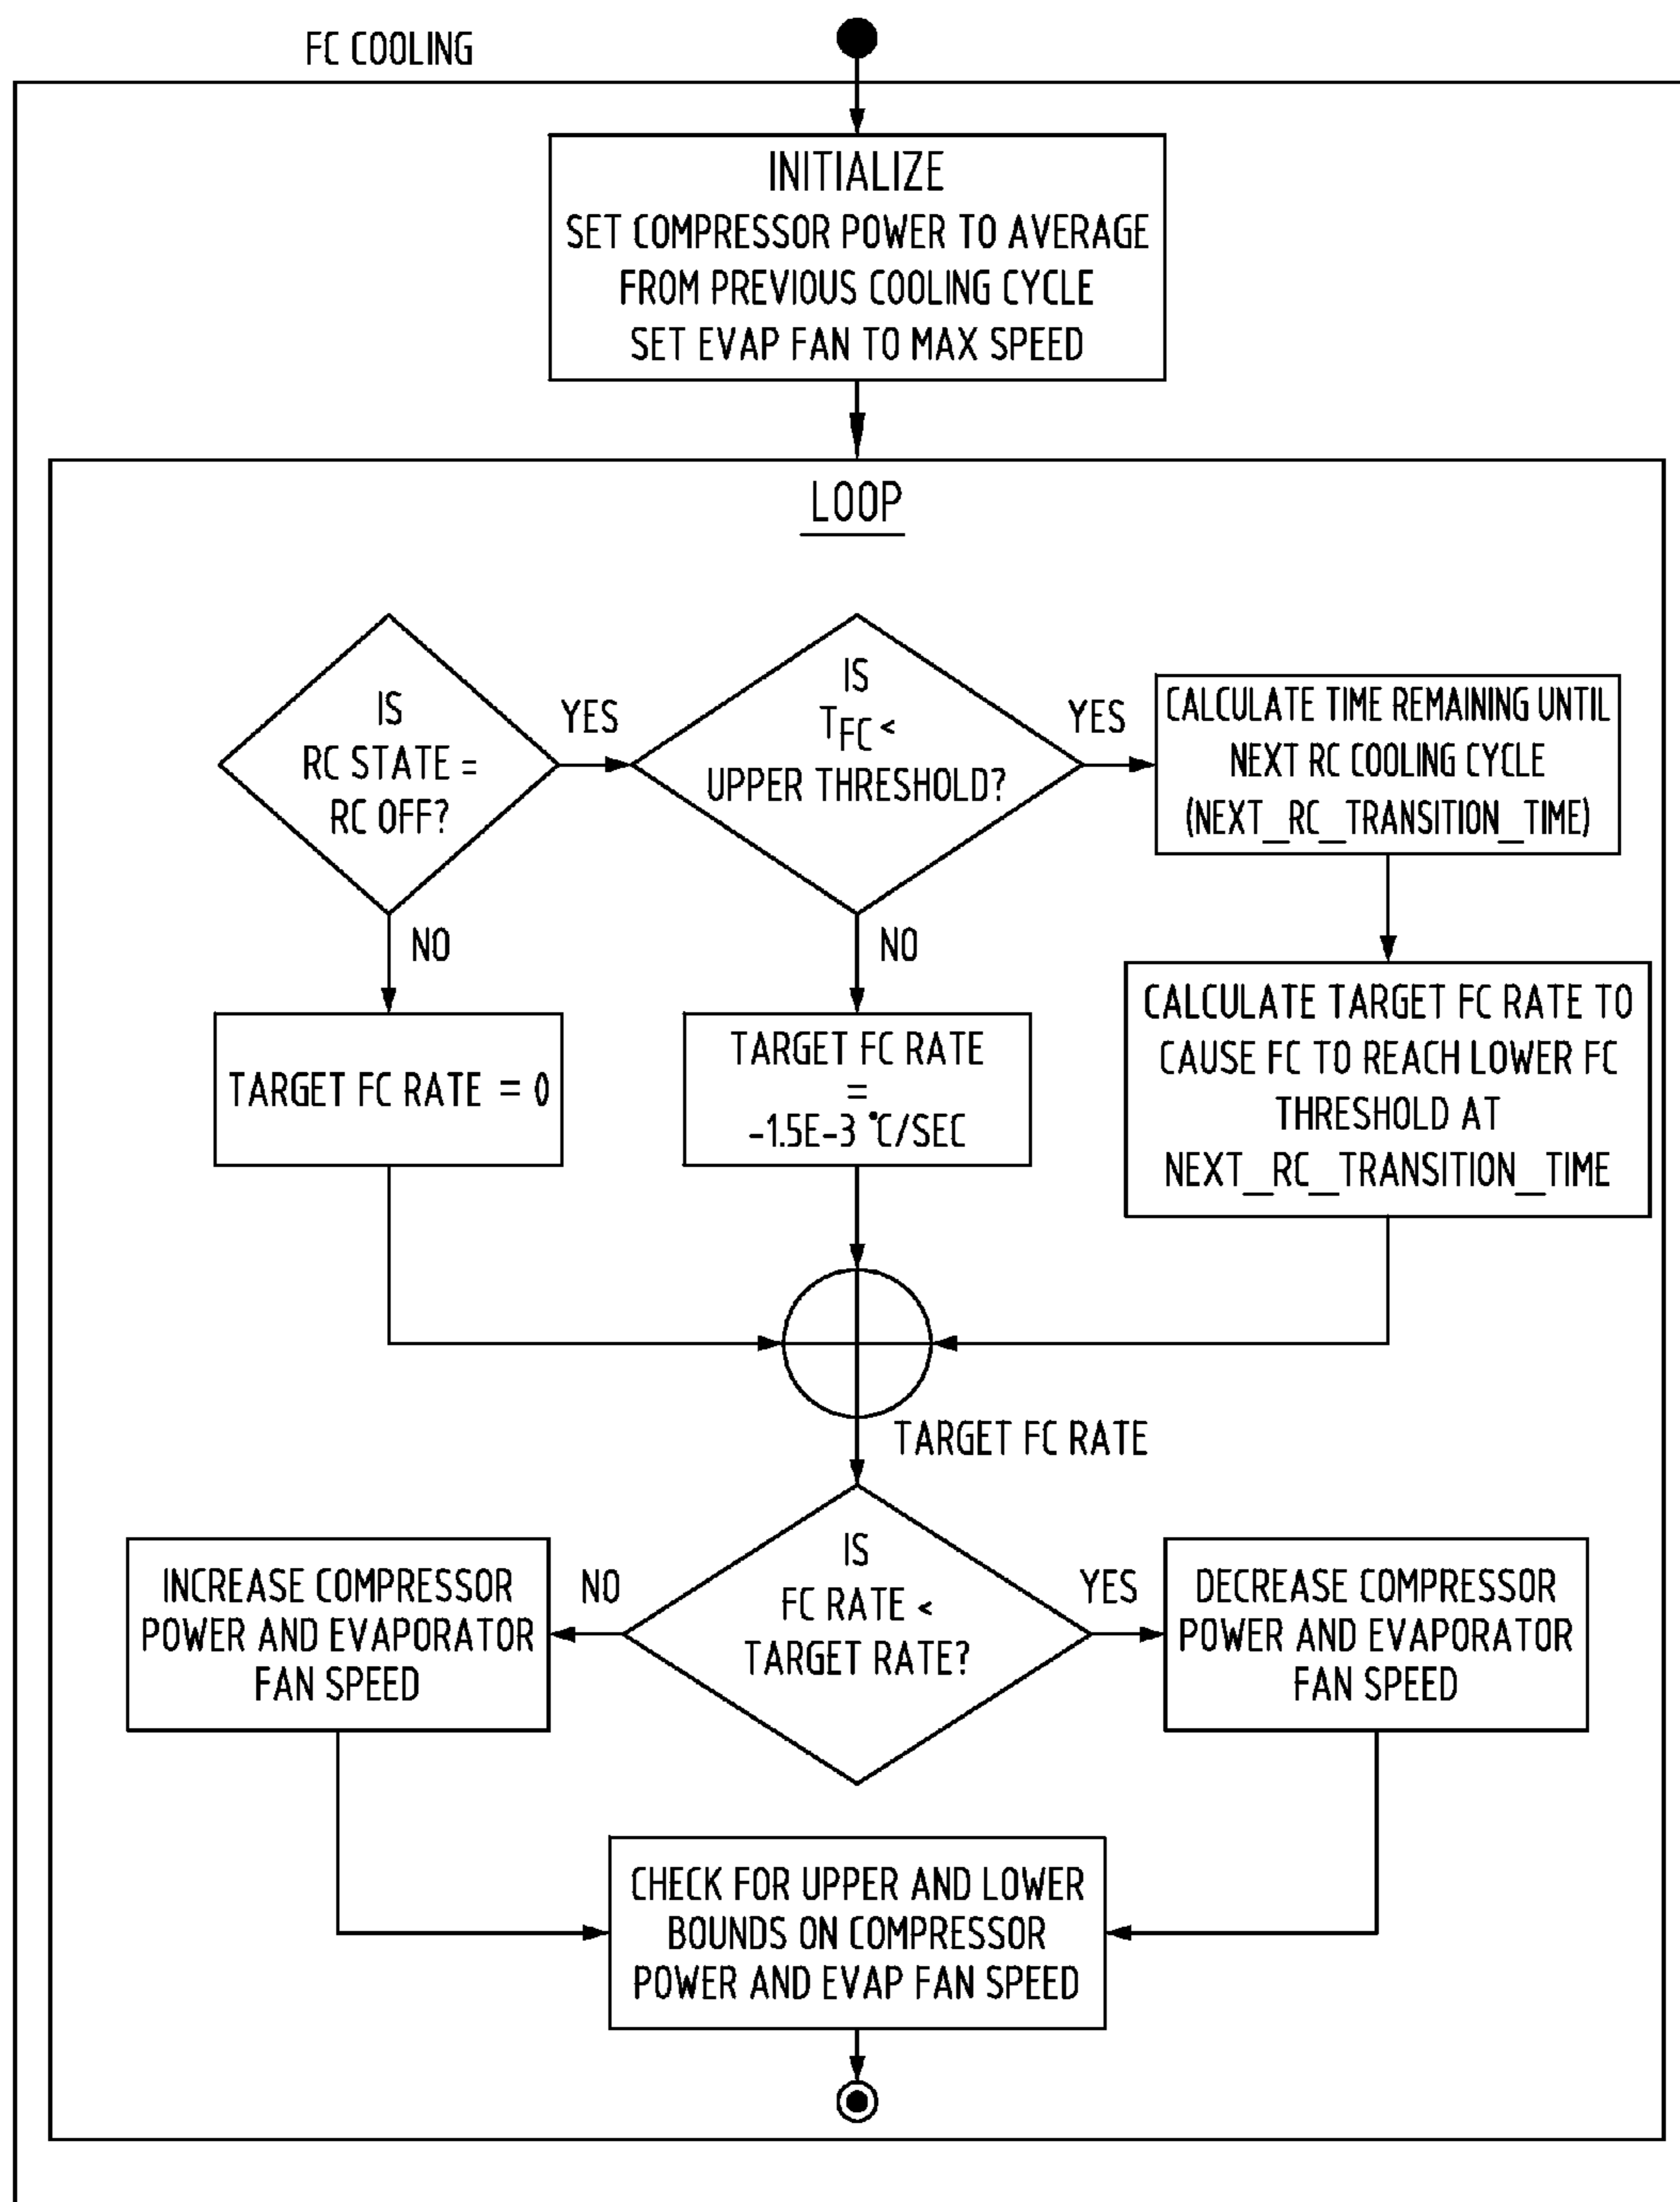 FC COOLING
INITIALIZE
SET COMPRESSOR POWER TO AVERAGE
FROM PREVIOUS COOLING CYCLE
SET EVAP FAN TO MAX SPEED
LOOP
IS
RC STATE =
RC OFF?
YES
NO
IS
TFC <
UPPER THRESHOLD?
YES
NO
CALCULATE TIME REMAINING UNTIL
NEXT RC COOLING CYCLE
(NEXT_RC_TRANSITION_TIME)
TARGET FC RATE = 0
TARGET FC RATE
=
-1.5E-3 °C/SEC
CALCULATE TARGET FC RATE TO
CAUSE FC TO REACH LOWER FC
THRESHOLD AT
NEXT_RC_TRANSITION_TIME
TARGET FC RATE
IS
FC RATE <
TARGET RATE?
NO
YES
INCREASE COMPRESSOR
POWER AND EVAPORATOR
FAN SPEED
DECREASE COMPRESSOR
POWER AND EVAPORATOR
FAN SPEED
CHECK FOR UPPER AND LOWER
BOUNDS ON COMPRESSOR
POWER AND EVAP FAN SPEED